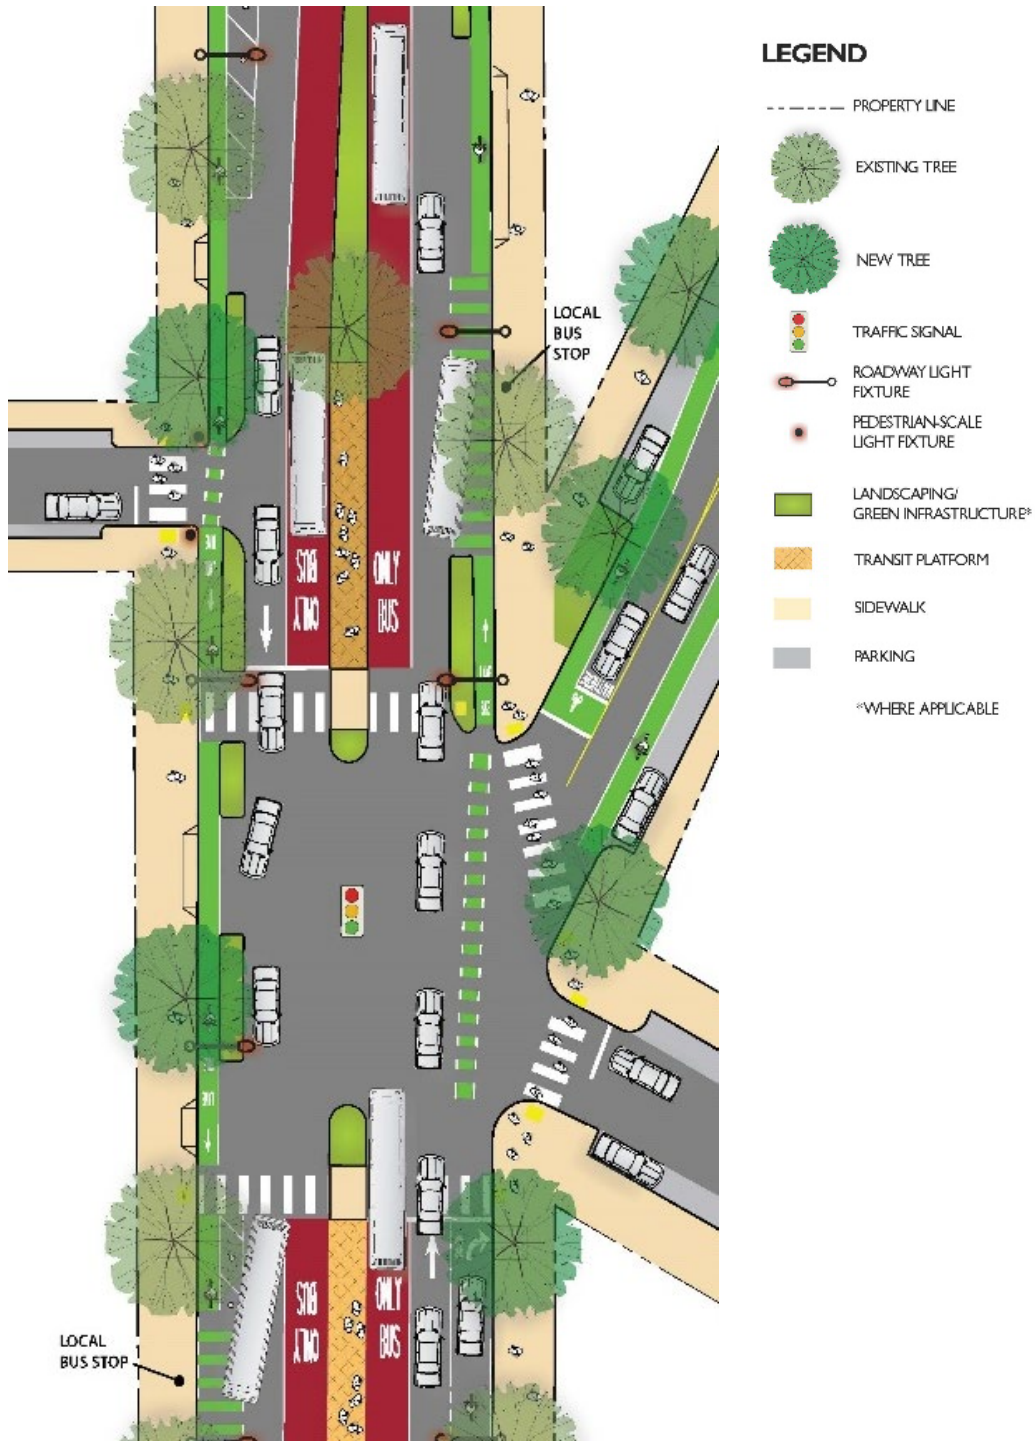 LEGEND
PROPERTY LINE
EXISTING TREE
NEW TREE
TRAFFIC SIGNAL
ROADWAY LIGHT
FIXTURE
PEDESTRIAN-SCALE
LIGHT FIXTURE
LANDSCAPING/
GREEN INFRASTRUCTURE*
TRANSIT PLATFORM
SIDEWALK
PARKING
*WHERE APPLICABLE
LOCAL
BUS
STOP
BUS
ONLY
ONLY
BUS
LANE
BUS
ONLY
ONLY
BUS
LOCAL
BUS STOP